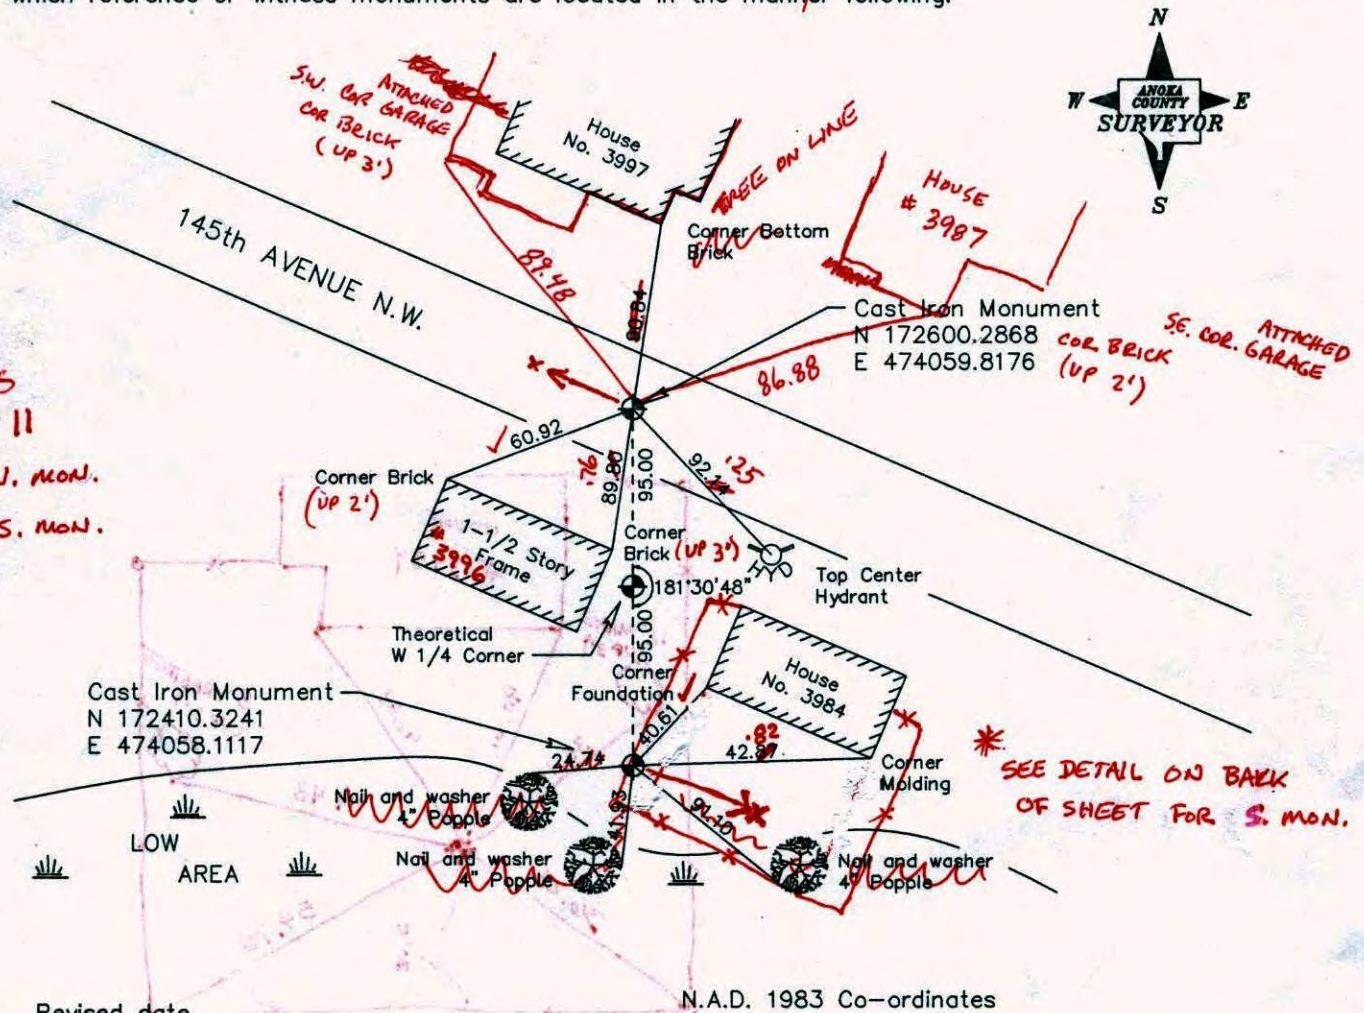 which reference or witness monuments are located in the manner following:
N
W
ANOKA
COUNTY
SURVEYOR
E
S
ATTACHED
S.W. COR GARAGE
COR BRICK
(UP 3')
House
No. 3997
TREE ON LINE
HOUSE
# 3987
145th AVENUE N.W.
Corner Bottom
Brick
89.48
Cast Iron Monument
N 172600.2868
E 474059.8176
COR BRICK
(UP 2')
S.E. COR. ATTACHED
GARAGE
86.88
S
11
N. MON.
S. MON.
60.92
.76
89.80
95.00
92.14
.25
Corner Brick
(UP 2')
1-1/2 Story
Frame
# 3996
Corner
Brick (UP 3')
HYD
Top Center
Hydrant
181°30'48"
Theoretical
W 1/4 Corner
95.00
Corner
Foundation
House
No. 3984
Cast Iron Monument
N 172410.3241
E 474058.1117
40.61
.82
42.87
24.74
Corner
Molding
* SEE DETAIL ON BACK
OF SHEET FOR S. MON.
Nail and washer
4" Popple
91.10
LOW
AREA
Nail and washer
4" Popple
Nail and washer
4" Popple
Revised date
N.A.D. 1983 Co-ordinates